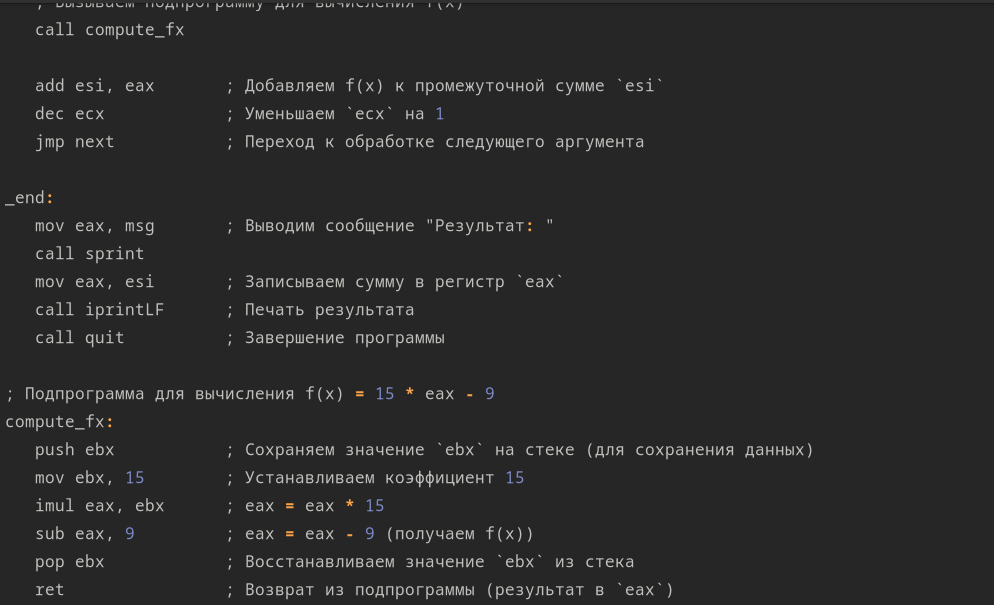 ; Вызываем подпрограмму для вычисления f(x)
call compute_fx
add esi, eax ; Добавляем f(x) к промежуточной сумме `esi`
dec ecx ; Уменьшаем `ecx` на 1
jmp next ; Переход к обработке следующего аргумента
_end:
mov eax, msg ; Выводим сообщение "Результат: "
call sprint
mov eax, esi ; Записываем сумму в регистр `eax`
call iprintLF ; Печать результата
call quit ; Завершение программы
; Подпрограмма для вычисления f(x) = 15 * eax - 9
compute_fx:
push ebx ; Сохраняем значение `ebx` на стеке (для сохранения данных)
mov ebx, 15 ; Устанавливаем коэффициент 15
imul eax, ebx ; eax = eax * 15
sub eax, 9 ; eax = eax - 9 (получаем f(x))
pop ebx ; Восстанавливаем значение `ebx` из стека
ret ; Возврат из подпрограммы (результат в `eax`)